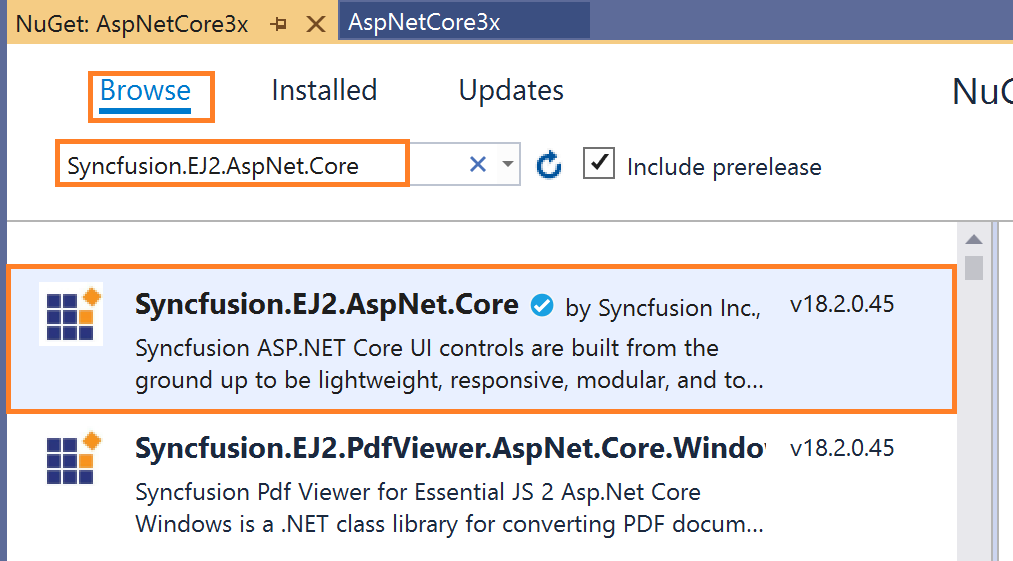 NuGet: AspNetCore3x
AspNetCore3x
Browse
Installed
Updates
NuG
Syncfusion.EJ2.AspNet.Core
Include prerelease
Syncfusion.EJ2.AspNet.Core by Syncfusion Inc., v18.2.0.45
Syncfusion ASP.NET Core UI controls are built from the
ground up to be lightweight, responsive, modular, and to...
Syncfusion.EJ2.PdfViewer.AspNet.Core.Windo v18.2.0.45
Syncfusion Pdf Viewer for Essential JS 2 Asp.Net Core
Windows is a .NET class library for converting PDF docum...